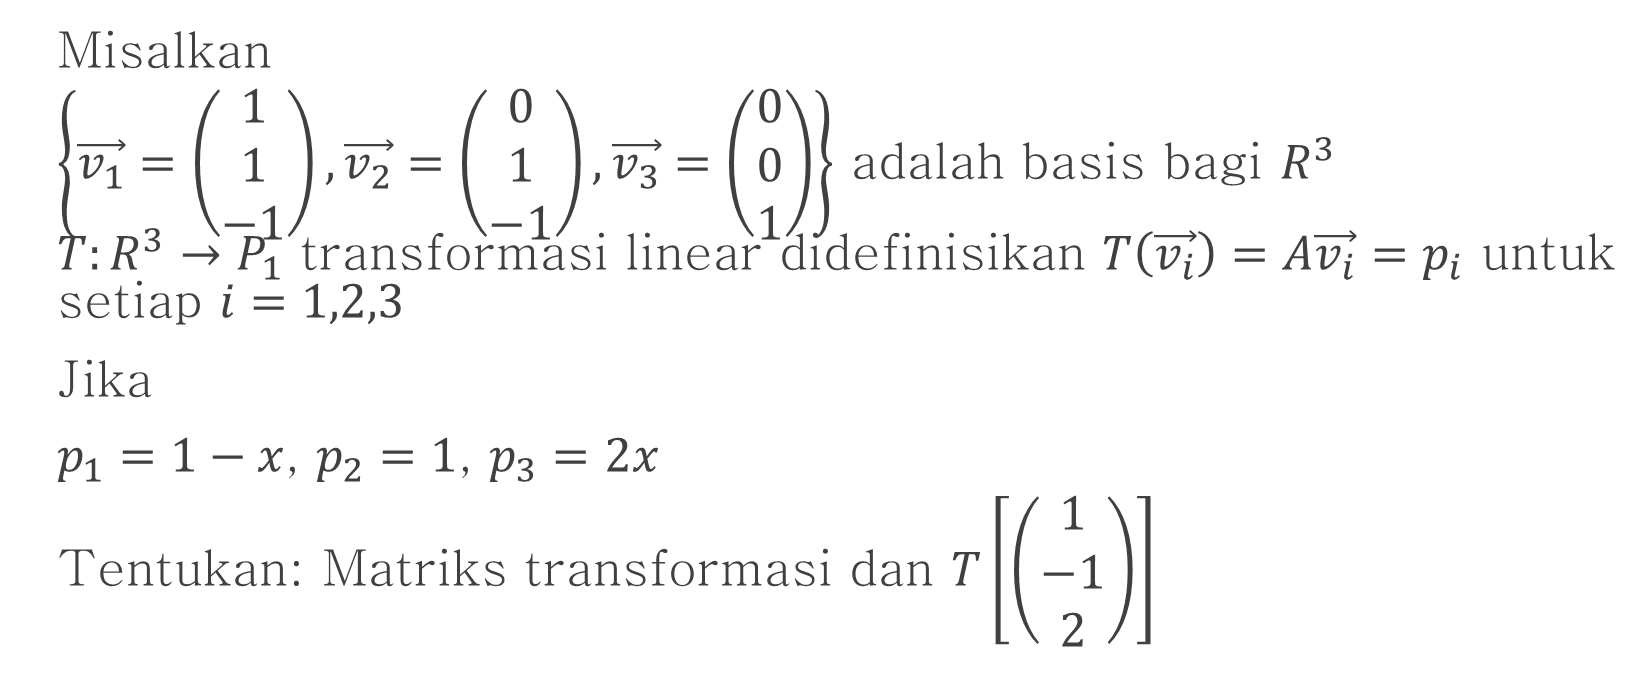 Misalkan
{v₁⃗ = (1 1 −1), v₂⃗ = (0 1 −1), v₃⃗ = (0 0 1)} adalah basis bagi R³
T: R³ → P₁ transformasi linear didefinisikan T(vᵢ⃗) = Avᵢ⃗ = pᵢ untuk
setiap i = 1,2,3
Jika
p₁ = 1 − x, p₂ = 1, p₃ = 2x
Tentukan: Matriks transformasi dan T[(1 −1 2)]